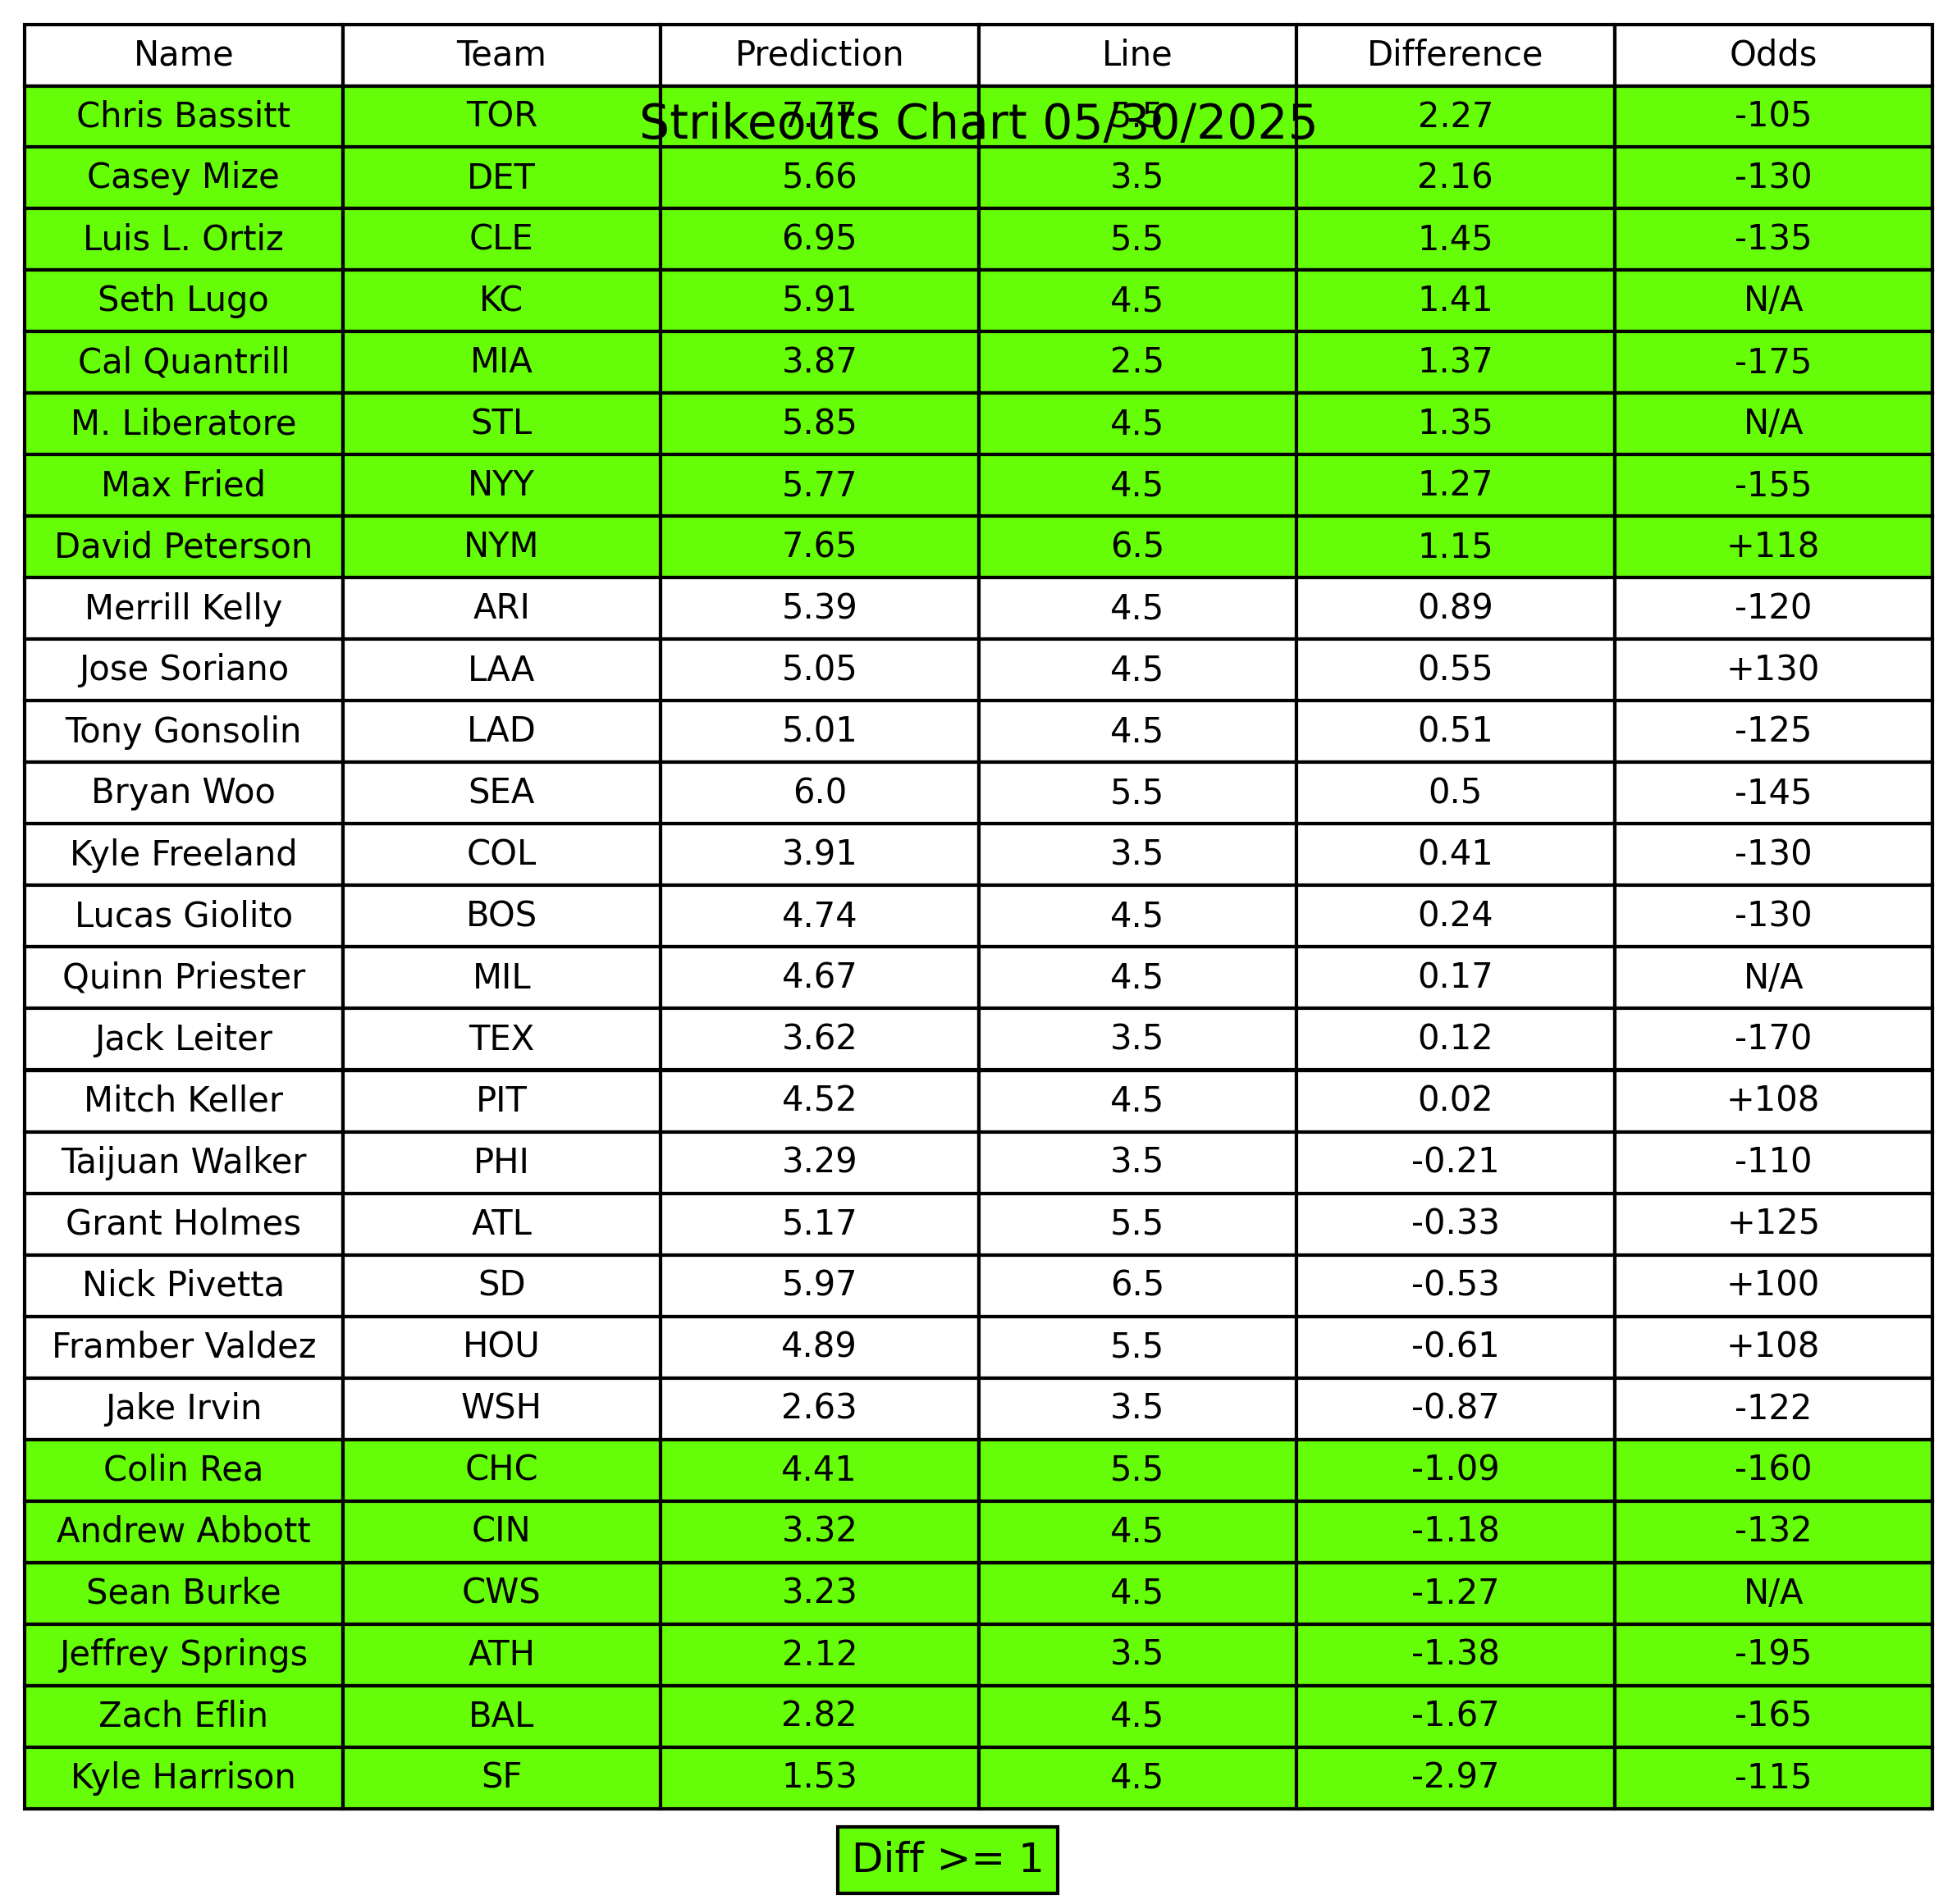 Name Team Prediction Line Difference Odds
Chris Bassitt TOR 7.77 5.5 2.27 -105
Strikeouts Chart 05/30/2025
Casey Mize DET 5.66 3.5 2.16 -130
Luis L. Ortiz CLE 6.95 5.5 1.45 -135
Seth Lugo KC 5.91 4.5 1.41 N/A
Cal Quantrill MIA 3.87 2.5 1.37 -175
M. Liberatore STL 5.85 4.5 1.35 N/A
Max Fried NYY 5.77 4.5 1.27 -155
David Peterson NYM 7.65 6.5 1.15 +118
Merrill Kelly ARI 5.39 4.5 0.89 -120
Jose Soriano LAA 5.05 4.5 0.55 +130
Tony Gonsolin LAD 5.01 4.5 0.51 -125
Bryan Woo SEA 6.0 5.5 0.5 -145
Kyle Freeland COL 3.91 3.5 0.41 -130
Lucas Giolito BOS 4.74 4.5 0.24 -130
Quinn Priester MIL 4.67 4.5 0.17 N/A
Jack Leiter TEX 3.62 3.5 0.12 -170
Mitch Keller PIT 4.52 4.5 0.02 +108
Taijuan Walker PHI 3.29 3.5 -0.21 -110
Grant Holmes ATL 5.17 5.5 -0.33 +125
Nick Pivetta SD 5.97 6.5 -0.53 +100
Framber Valdez HOU 4.89 5.5 -0.61 +108
Jake Irvin WSH 2.63 3.5 -0.87 -122
Colin Rea CHC 4.41 5.5 -1.09 -160
Andrew Abbott CIN 3.32 4.5 -1.18 -132
Sean Burke CWS 3.23 4.5 -1.27 N/A
Jeffrey Springs ATH 2.12 3.5 -1.38 -195
Zach Eflin BAL 2.82 4.5 -1.67 -165
Kyle Harrison SF 1.53 4.5 -2.97 -115
Diff >= 1